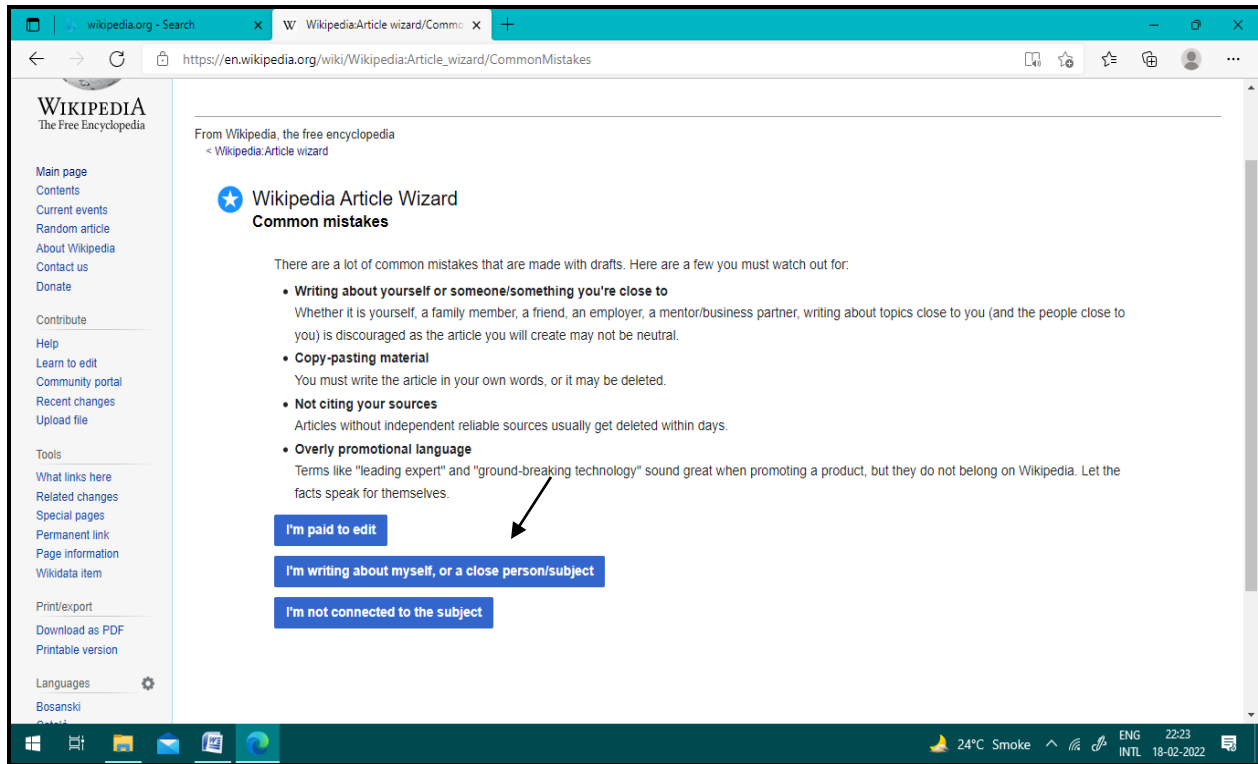 wikipedia.org - Search
W Wikipedia:Article wizard/Commo
https://en.wikipedia.org/wiki/Wikipedia:Article_wizard/CommonMistakes
WIKIPEDIA
The Free Encyclopedia
Main page
Contents
Current events
Random article
About Wikipedia
Contact us
Donate
Contribute
Help
Learn to edit
Community portal
Recent changes
Upload file
Tools
What links here
Related changes
Special pages
Permanent link
Page information
Wikidata item
Print/export
Download as PDF
Printable version
Languages
Bosanski
From Wikipedia, the free encyclopedia
< Wikipedia:Article wizard
Wikipedia Article Wizard
Common mistakes
There are a lot of common mistakes that are made with drafts. Here are a few you must watch out for:
• Writing about yourself or someone/something you're close to
Whether it is yourself, a family member, a friend, an employer, a mentor/business partner, writing about topics close to you (and the people close to
you) is discouraged as the article you will create may not be neutral.
• Copy-pasting material
You must write the article in your own words, or it may be deleted.
• Not citing your sources
Articles without independent reliable sources usually get deleted within days.
• Overly promotional language
Terms like "leading expert" and "ground-breaking technology" sound great when promoting a product, but they do not belong on Wikipedia. Let the
facts speak for themselves.
I'm paid to edit
I'm writing about myself, or a close person/subject
I'm not connected to the subject
24°C Smoke
ENG
INTL
22:23
18-02-2022